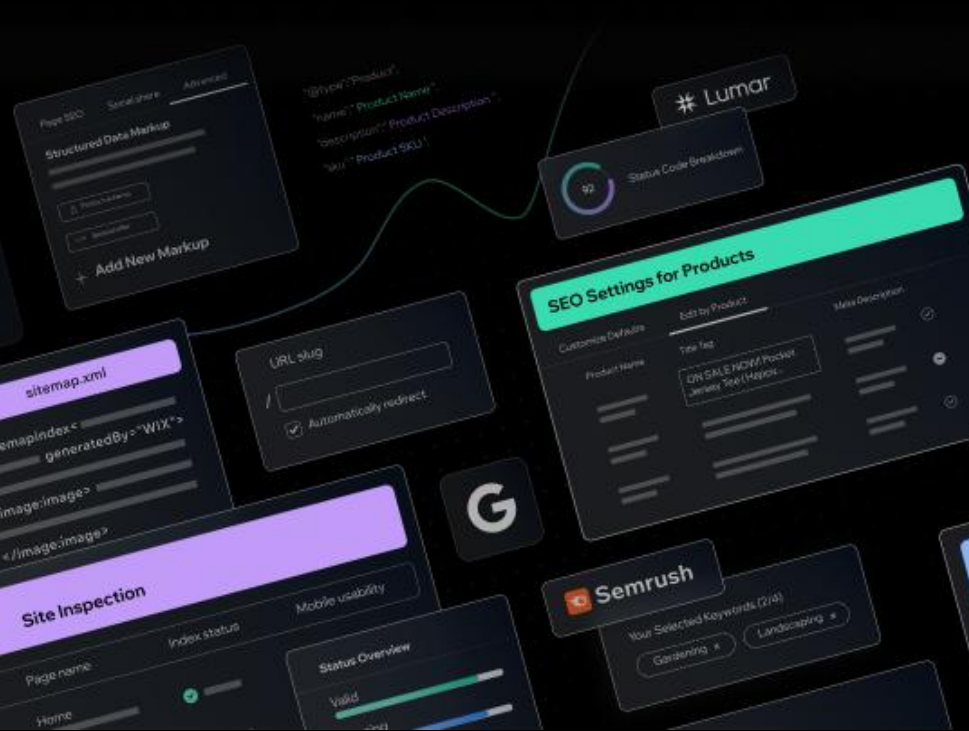 Page SEO
Social share
Advanced
Structured Data Markup
+ Add New Markup
"@type":"Product",
"name":" Product Name ",
"description":" Product Description ",
"sku":" Product SKU "
Lumar
92
Status Code Breakdown
SEO Settings for Products
Customize Defaults
Edit by Product
Product Name
Title Tag
Meta Description
ON SALE NOW! Pocket
Jersey Tee
URL slug
/
Automatically redirect
sitemap.xml
emapindex<
generatedBy="WIX">
image:image>
</image:image>
G
Site Inspection
Page name
Index status
Mobile usability
Home
Status Overview
Valid
Semrush
Your Selected Keywords (2/4)
Gardening x
Landscaping x